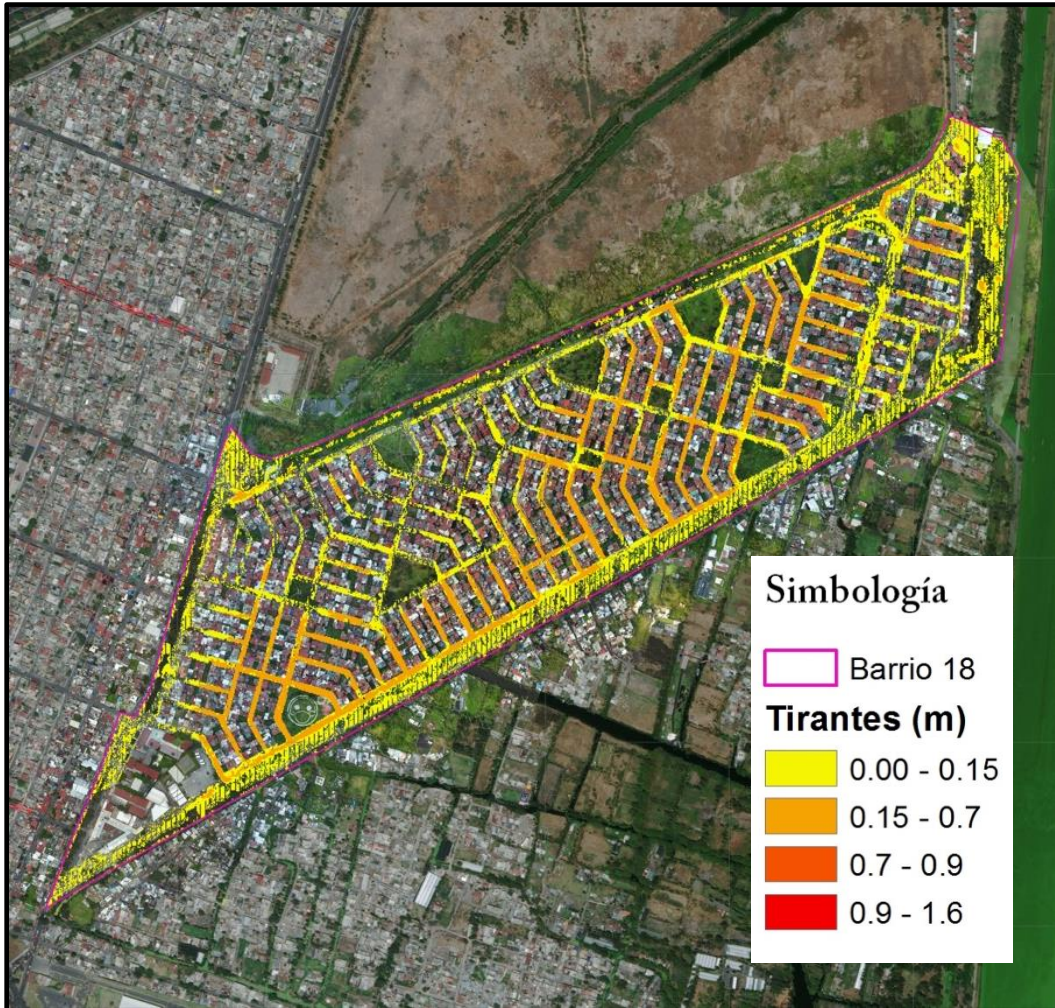 Simbología
Barrio 18
Tirantes (m)
0.00 - 0.15
0.15 - 0.7
0.7 - 0.9
0.9 - 1.6